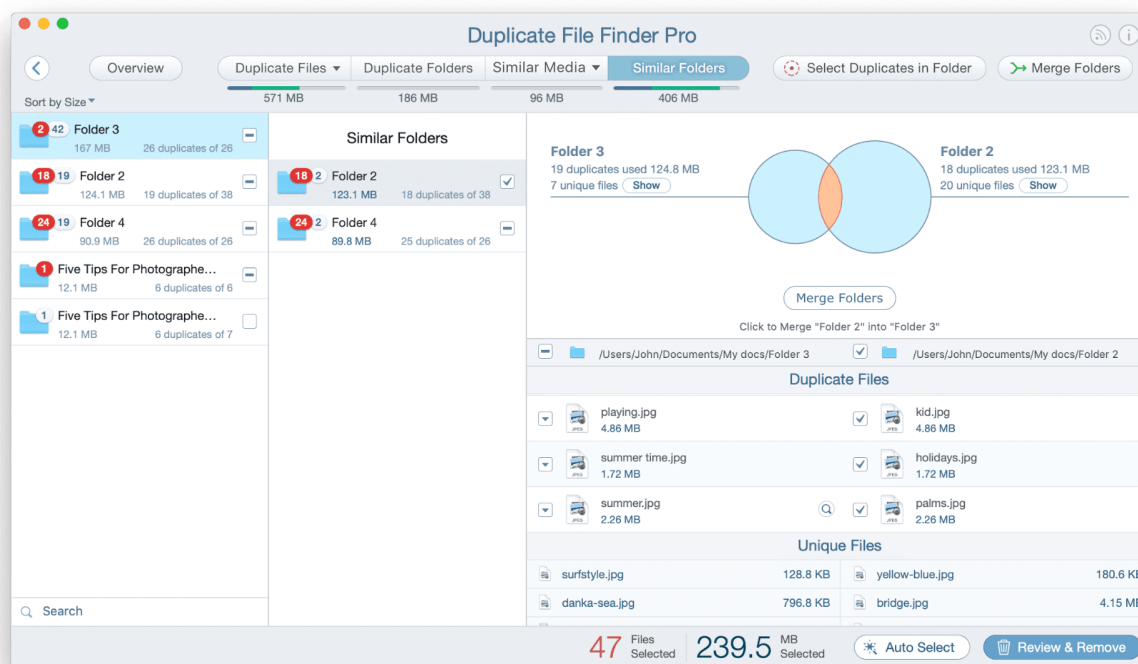 Duplicate File Finder Pro
Overview
Duplicate Files
Duplicate Folders
Similar Media
Similar Folders
Select Duplicates in Folder
Merge Folders
571 MB
186 MB
96 MB
406 MB
Sort by Size
2 42 Folder 3
167 MB 26 duplicates of 26
18 19 Folder 2
124.1 MB 19 duplicates of 38
24 19 Folder 4
90.9 MB 26 duplicates of 26
1 Five Tips For Photographe...
12.1 MB 6 duplicates of 6
1 Five Tips For Photographe...
12.1 MB 6 duplicates of 7
Search
Similar Folders
18 2 Folder 2
123.1 MB 18 duplicates of 38
24 2 Folder 4
89.8 MB 25 duplicates of 26
Folder 3
19 duplicates used 124.8 MB
7 unique files Show
Folder 2
18 duplicates used 123.1 MB
20 unique files Show
Merge Folders
Click to Merge "Folder 2" into "Folder 3"
/Users/John/Documents/My docs/Folder 3
/Users/John/Documents/My docs/Folder 2
Duplicate Files
playing.jpg
4.86 MB
kid.jpg
4.86 MB
summer time.jpg
1.72 MB
holidays.jpg
1.72 MB
summer.jpg
2.26 MB
palms.jpg
2.26 MB
Unique Files
surfstyle.jpg 128.8 KB
yellow-blue.jpg 180.6 KB
danka-sea.jpg 796.8 KB
bridge.jpg 4.15 MB
47 Files Selected
239.5 MB Selected
Auto Select
Review & Remove